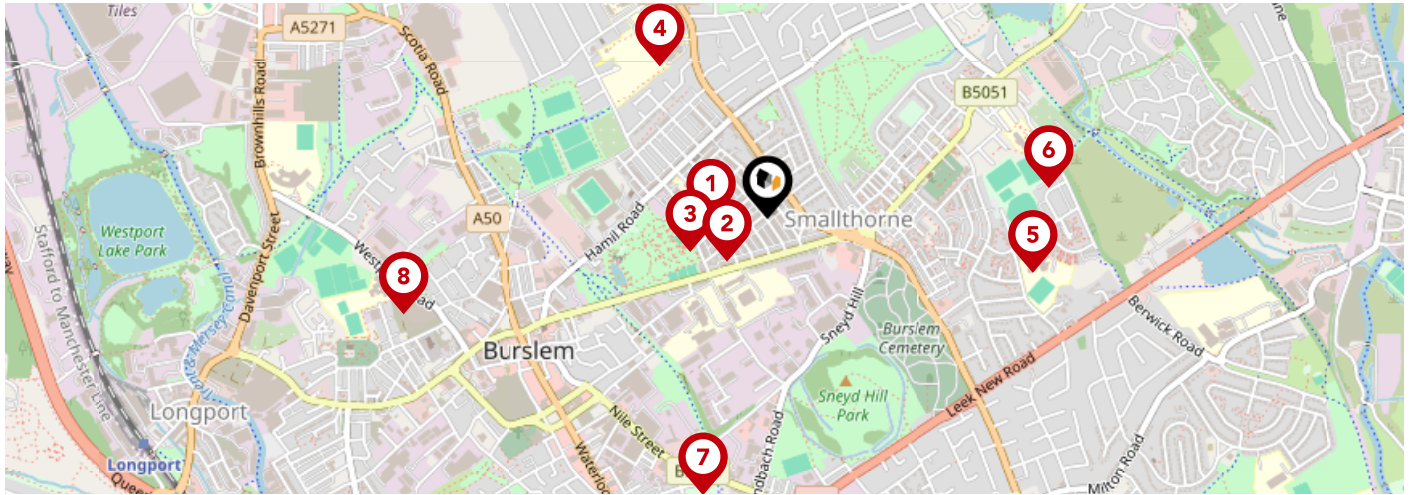 Tiles
A5271
Scotia Road
4
Brownhills Road
B5051
6
1
3
2
A50
Smallthorne
Hamil Road
5
Westport
Lake Park
Stafford to Manchester Line
Davenport Street
8
Trent & Mersey Canal
Sneyd Hill
Burslem
Cemetery
Berwick Road
Burslem
Leek New Road
Sneyd Hill
Park
Longport
Nile Street
Longport
7
Milton Road